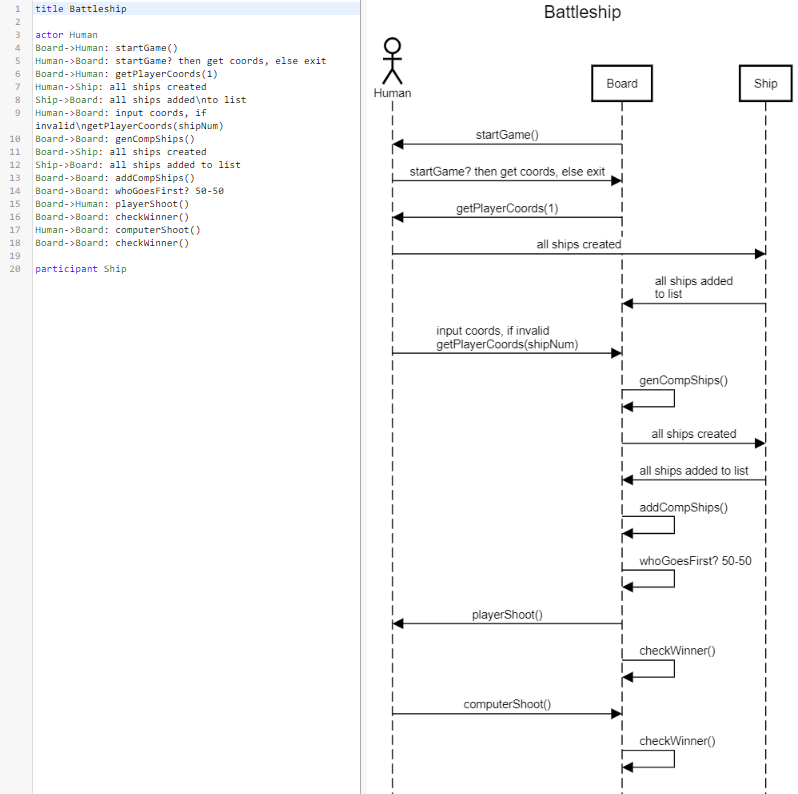 1 title Battleship
2
3 actor Human
4 Board->Human: startGame()
5 Human->Board: startGame? then get coords, else exit
6 Board->Human: getPlayerCoords(1)
7 Human->Ship: all ships created
8 Ship->Board: all ships added\nto list
9 Human->Board: input coords, if
invalid\ngetPlayerCoords(shipNum)
10 Board->Board: genCompShips()
11 Board->Ship: all ships created
12 Ship->Board: all ships added to list
13 Board->Board: addCompShips()
14 Board->Board: whoGoesFirst? 50-50
15 Board->Human: playerShoot()
16 Board->Board: checkWinner()
17 Human->Board: computerShoot()
18 Board->Board: checkWinner()
19
20 participant Ship
Battleship
Human
Board
Ship
startGame()
startGame? then get coords, else exit
getPlayerCoords(1)
all ships created
all ships added
to list
input coords, if invalid
getPlayerCoords(shipNum)
genCompShips()
all ships created
all ships added to list
addCompShips()
whoGoesFirst? 50-50
playerShoot()
checkWinner()
computerShoot()
checkWinner()